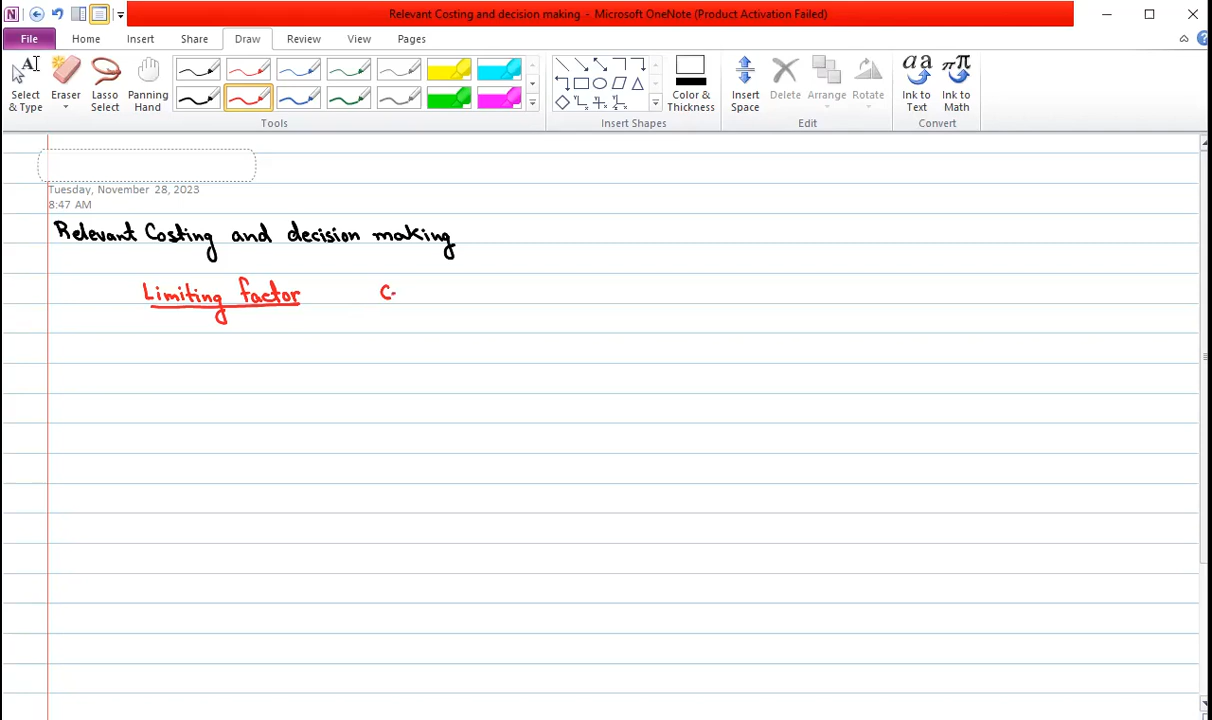 Relevant Costing and decision making - Microsoft OneNote (Product Activation Failed)
File Home Insert Share Draw Review View Pages
Select & Type Eraser Lasso Select Panning Hand Color & Thickness Insert Space Delete Arrange Rotate Ink to Text Ink to Math
Tools Insert Shapes Edit Convert
Tuesday, November 28, 2023
8:47 AM
Relevant Costing and decision making
Limiting factor C